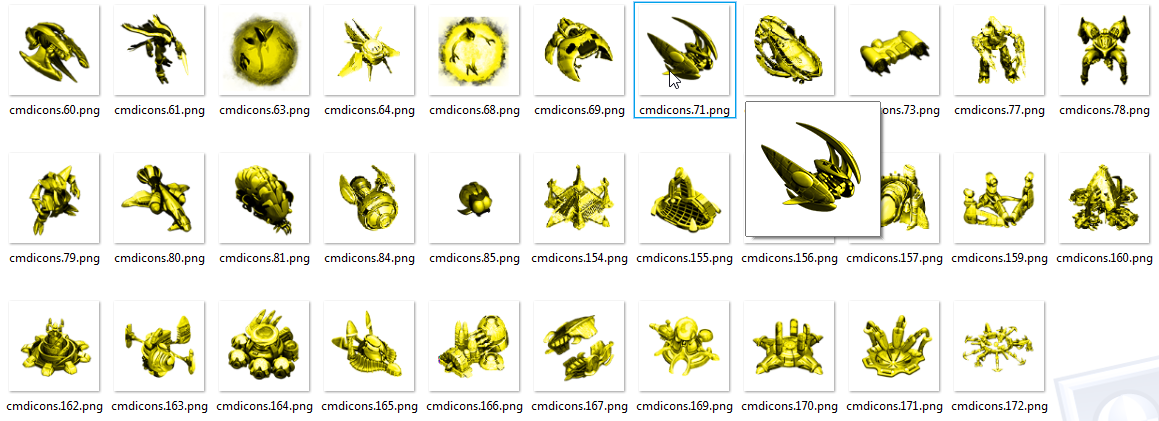 cmdicons.60.png cmdicons.61.png cmdicons.63.png cmdicons.64.png cmdicons.68.png cmdicons.69.png cmdicons.71.png ons.73.png cmdicons.77.png cmdicons.78.png
cmdicons.79.png cmdicons.80.png cmdicons.81.png cmdicons.84.png cmdicons.85.png cmdicons.154.png cmdicons.155.png cmdicons.156.png cmdicons.157.png cmdicons.159.png cmdicons.160.png
cmdicons.162.png cmdicons.163.png cmdicons.164.png cmdicons.165.png cmdicons.166.png cmdicons.167.png cmdicons.169.png cmdicons.170.png cmdicons.171.png cmdicons.172.png